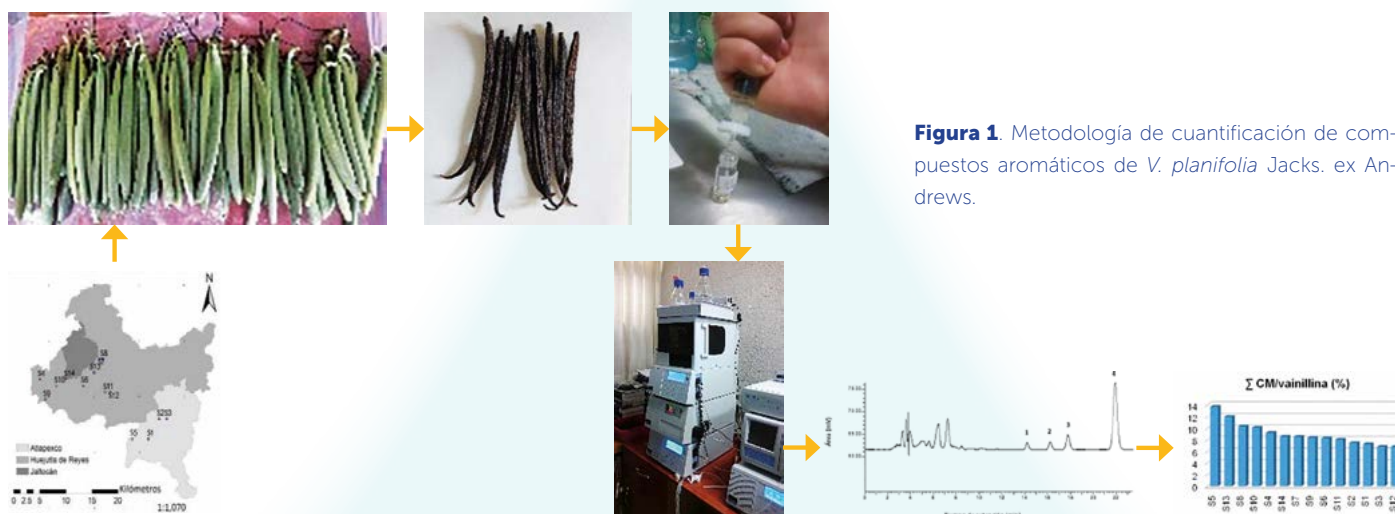 Figura 1. Metodología de cuantificación de com-
puestos aromáticos de V. planifolia Jacks. ex An-
drews.
N
S8
S13
S14
S10
S6
S9
S11
S12
S2 S3
S5 S1
Atlapexco
Huejutla de Reyes
Jaltocán
Kilómetros
0 2.5 5 10 15 20
1:1,070
1 2 3 4
∑ CM/vainillina (%)
14
12
10
8
6
4
2
0
S5 S13 S8 S10 S4 S14 S7 S9 S6 S11 S2 S1 S3 S12